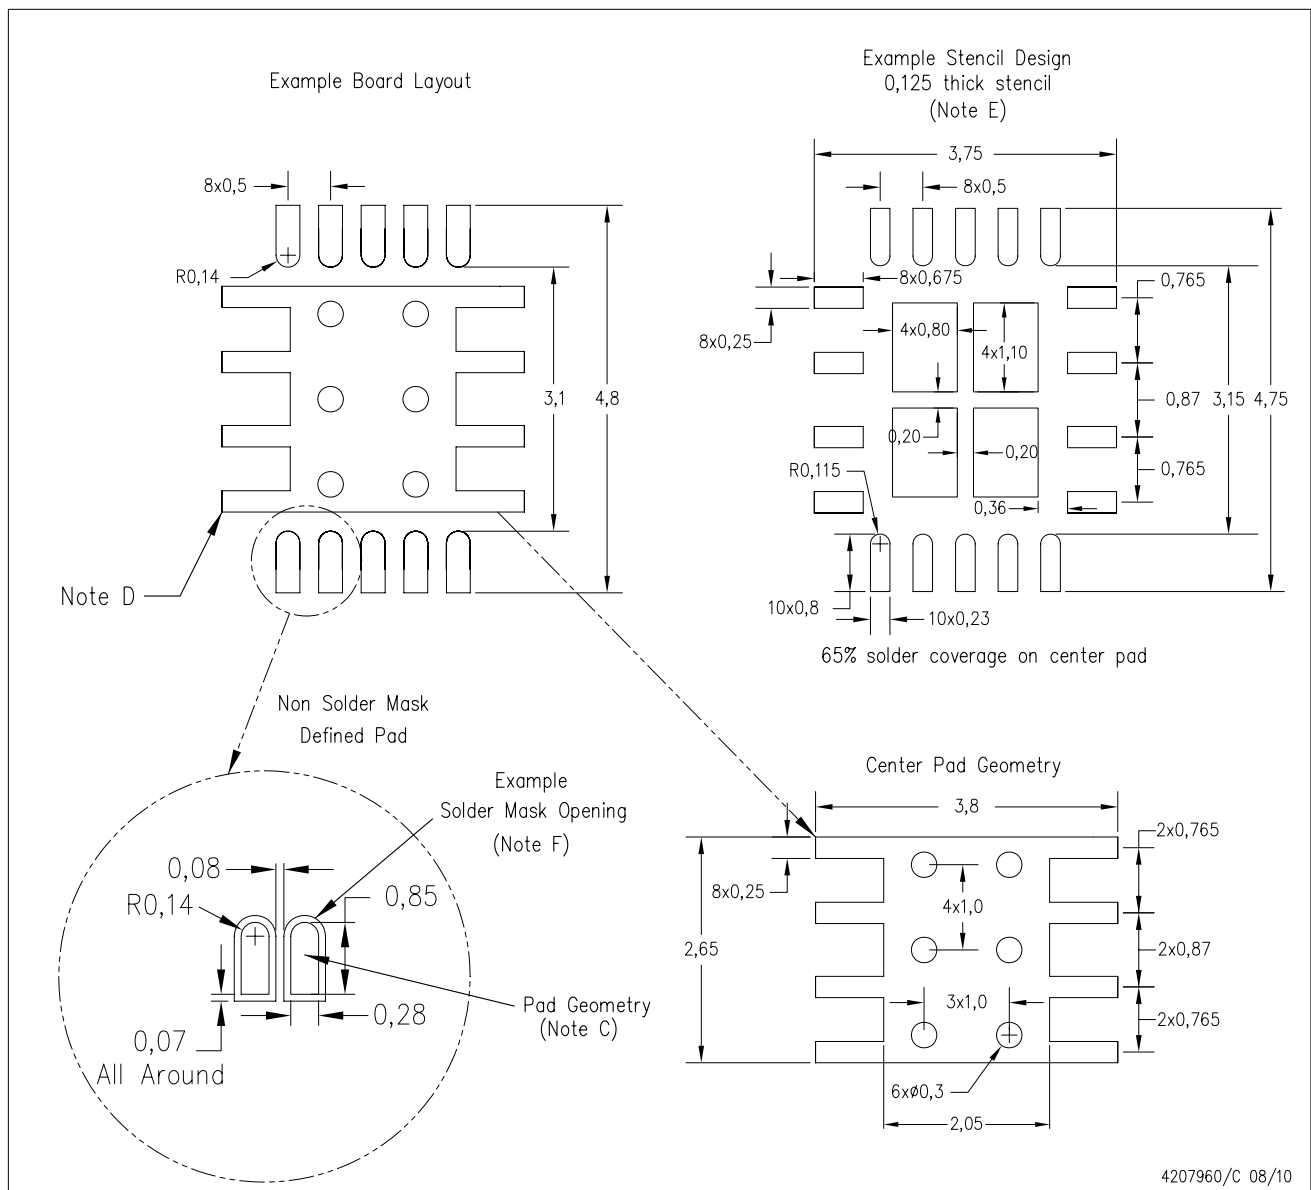 Example Board Layout
8x0,5
R0,14
3,1
4,8
Note D
Example Stencil Design
0,125 thick stencil
(Note E)
3,75
8x0,5
8x0,675
0,765
8x0,25
4x0,80
4x1,10
0,87
3,15
4,75
0,20
0,20
R0,115
0,765
0,36
10x0,8
10x0,23
65% solder coverage on center pad
Non Solder Mask
Defined Pad
Example
Solder Mask Opening
(Note F)
0,08
R0,14
0,85
Pad Geometry
(Note C)
0,28
0,07
All Around
Center Pad Geometry
3,8
2x0,765
8x0,25
4x1,0
2,65
2x0,87
3x1,0
2x0,765
6xø0,3
2,05
4207960/C 08/10